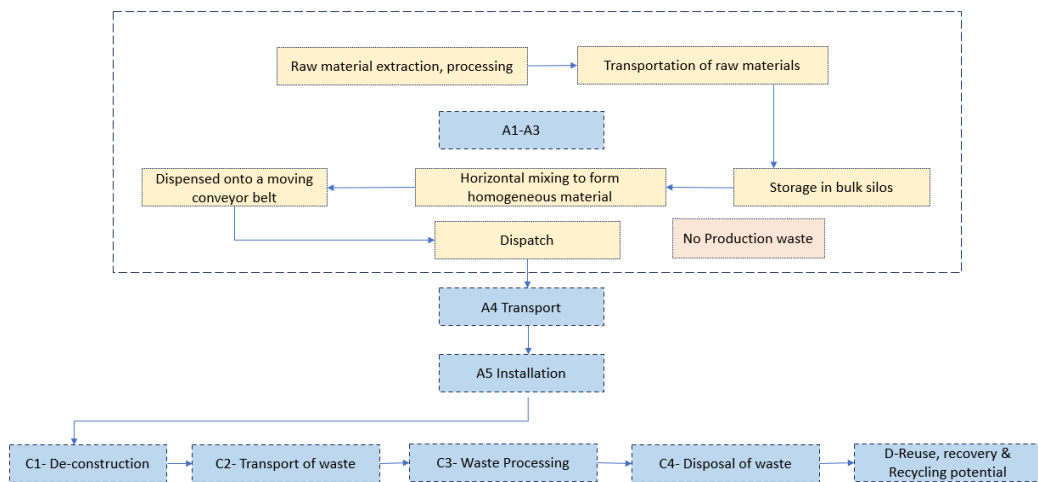 Raw material extraction, processing
Transportation of raw materials
A1-A3
Dispensed onto a moving
conveyor belt
Horizontal mixing to form
homogeneous material
Storage in bulk silos
Dispatch
No Production waste
A4 Transport
A5 Installation
C1- De-construction
C2- Transport of waste
C3- Waste Processing
C4- Disposal of waste
D-Reuse, recovery &
Recycling potential